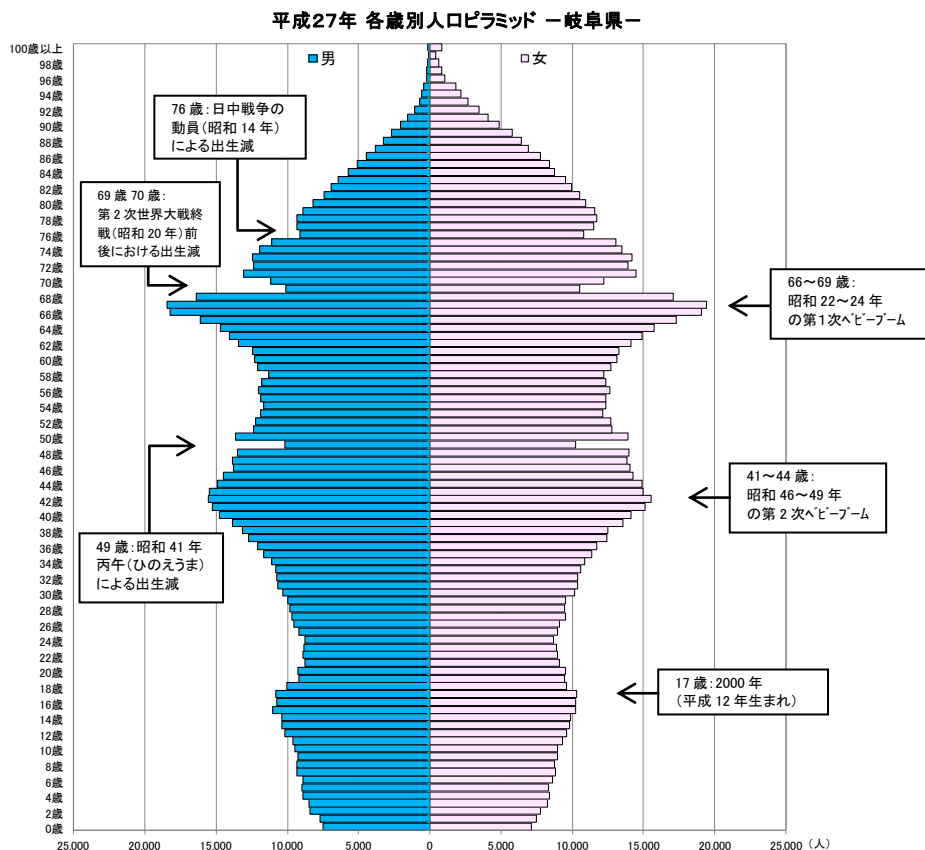 平成27年 各歳別人口ピラミッド －岐阜県－
男
女
100歳以上
98歳
96歳
94歳
92歳
90歳
88歳
86歳
84歳
82歳
80歳
78歳
76歳
74歳
72歳
70歳
68歳
66歳
64歳
62歳
60歳
58歳
56歳
54歳
52歳
50歳
48歳
46歳
44歳
42歳
40歳
38歳
36歳
34歳
32歳
30歳
28歳
26歳
24歳
22歳
20歳
18歳
16歳
14歳
12歳
10歳
8歳
6歳
4歳
2歳
0歳
76 歳：日中戦争の
動員（昭和 14 年）
による出生減
69 歳 70 歳：
第 2 次世界大戦終
戦（昭和 20 年）前
後における出生減
66～69 歳：
昭和 22～24 年
の第１次ﾍﾞﾋﾞｰﾌﾞｰﾑ
41～44 歳：
昭和 46～49 年
の第 2 次ﾍﾞﾋﾞｰﾌﾞｰﾑ
49 歳：昭和 41 年
丙午（ひのえうま）
による出生減
17 歳：2000 年
（平成 12 年生まれ）
25.000 20.000 15.000 10.000 5.000 0 5.000 10.000 15.000 20.000 25.000 （人）